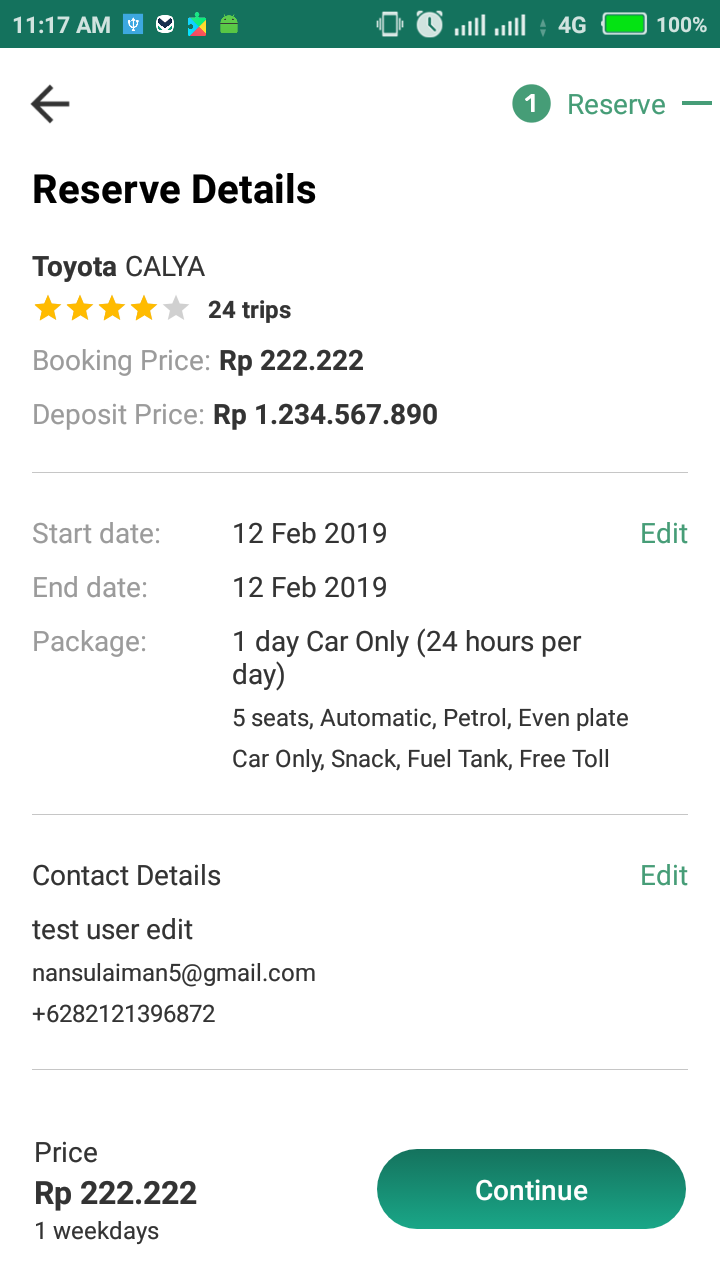 11:17 AM 4G 100%
1 Reserve
Reserve Details
Toyota CALYA
24 trips
Booking Price: Rp 222.222
Deposit Price: Rp 1.234.567.890
Start date: 12 Feb 2019 Edit
End date: 12 Feb 2019
Package: 1 day Car Only (24 hours per
day)
5 seats, Automatic, Petrol, Even plate
Car Only, Snack, Fuel Tank, Free Toll
Contact Details Edit
test user edit
nansulaiman5@gmail.com
+6282121396872
Price
Rp 222.222
1 weekdays
Continue